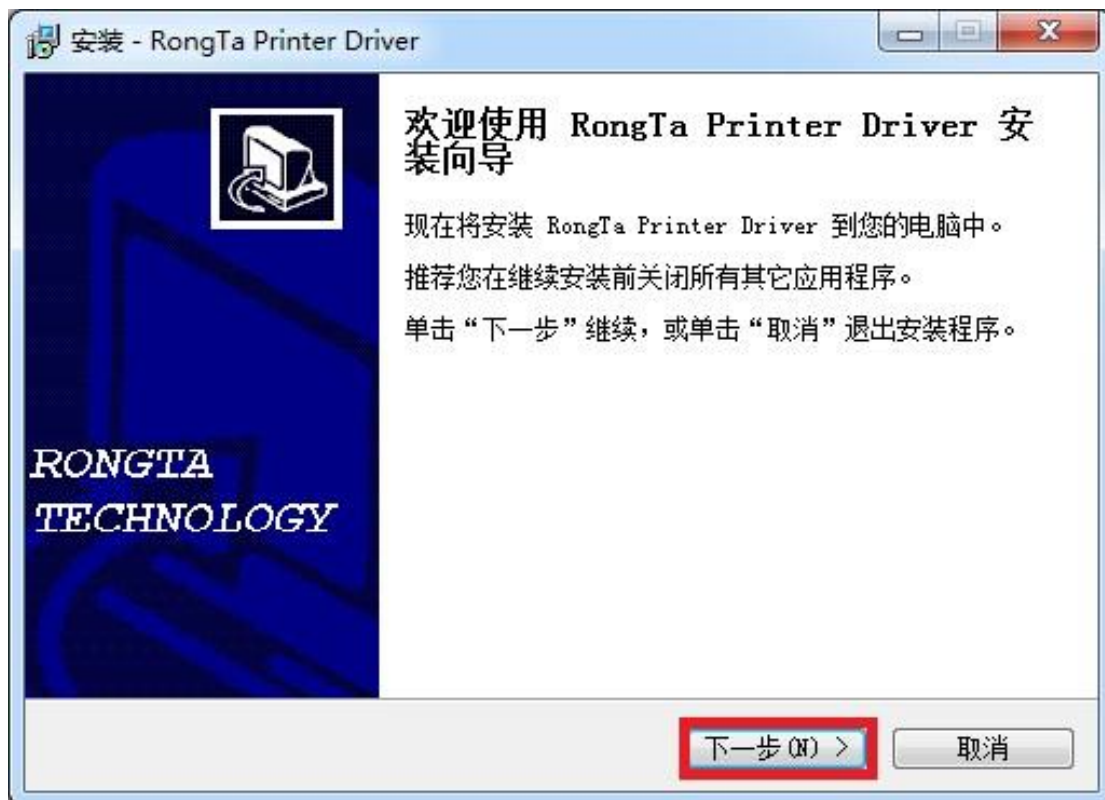 安装 - RongTa Printer Driver
欢迎使用 RongTa Printer Driver 安
装向导
现在将安装 RongTa Printer Driver 到您的电脑中。
推荐您在继续安装前关闭所有其它应用程序。
单击“下一步”继续，或单击“取消”退出安装程序。
RONGTA
TECHNOLOGY
下一步(N) >
取消